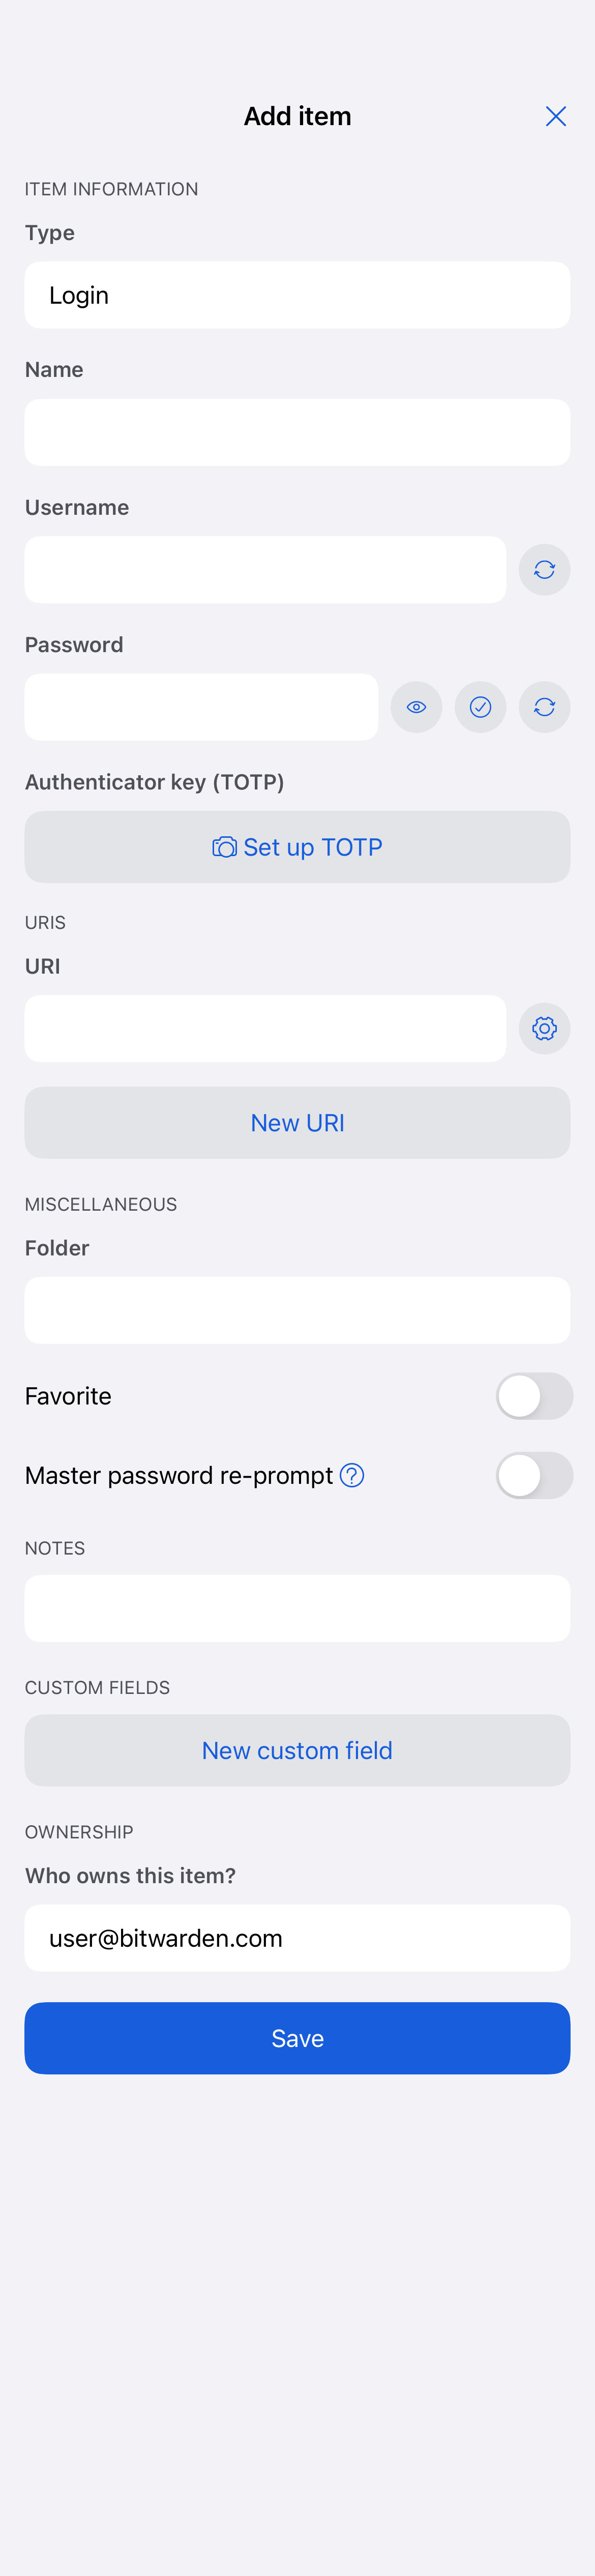 Add item
ITEM INFORMATION
Type
Login
Name
Username
Password
Authenticator key (TOTP)
Set up TOTP
URIS
URI
New URI
MISCELLANEOUS
Folder
Favorite
Master password re-prompt
NOTES
CUSTOM FIELDS
New custom field
OWNERSHIP
Who owns this item?
user@bitwarden.com
Save